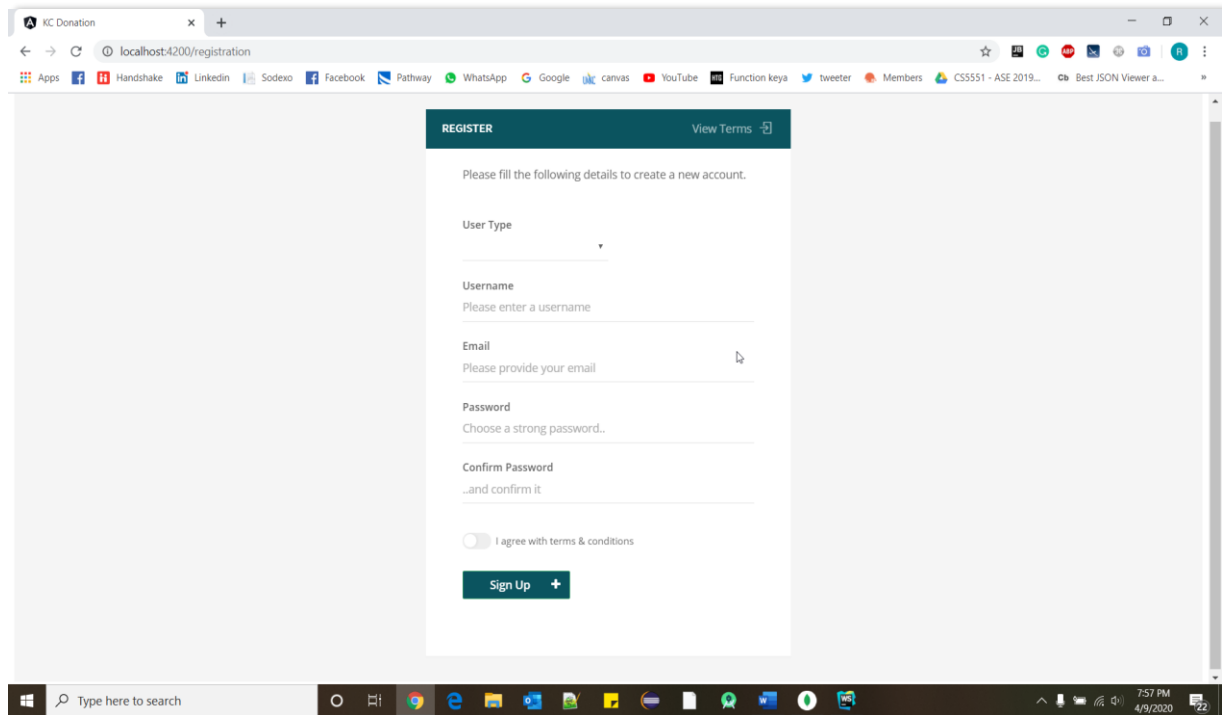 KC Donation
localhost:4200/registration
Apps Handshake Linkedin Sodexo Facebook Pathway WhatsApp Google canvas YouTube Function keya tweeter Members CS5551 - ASE 2019... Best JSON Viewer a... »
REGISTER View Terms
Please fill the following details to create a new account.
User Type
Username
Please enter a username
Email
Please provide your email
Password
Choose a strong password..
Confirm Password
..and confirm it
I agree with terms & conditions
Sign Up +
Type here to search
7:57 PM
4/9/2020
22